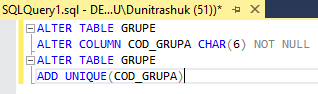 SQLQuery1.sql - DE...U\Dunitrashuk (51))*
ALTER TABLE GRUPE
ALTER COLUMN COD_GRUPA CHAR(6) NOT NULL
ALTER TABLE GRUPE
ADD UNIQUE(COD_GRUPA)